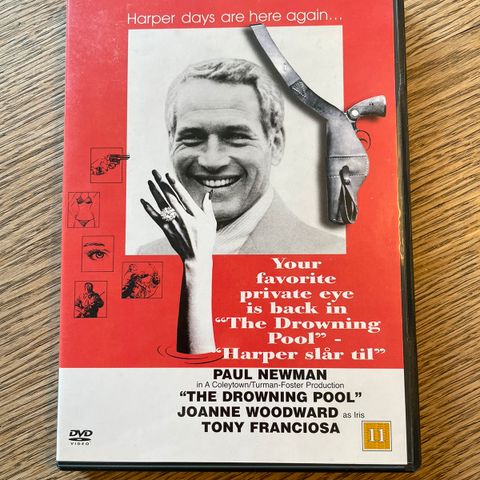 Harper days are here again...
Your
favorite
private eye
is back in
“The Drowning
Pool” -
“Harper slår til”
PAUL NEWMAN
in A Coleytown/Turman-Foster Production
"THE DROWNING POOL"
JOANNE WOODWARD as Iris
TONY FRANCIOSA
DVD
VIDEO
11